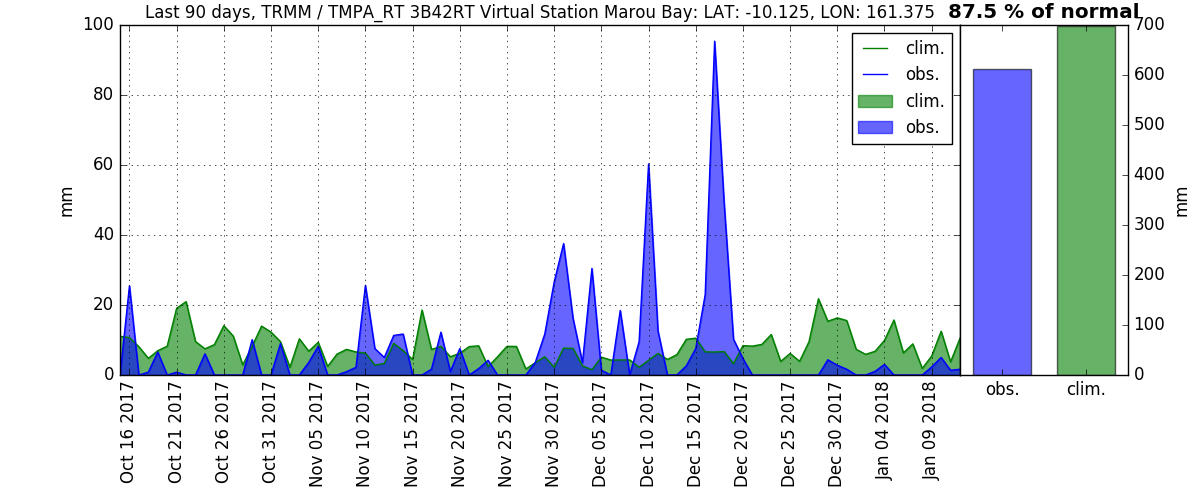 Last 90 days, TRMM / TMPA_RT 3B42RT Virtual Station Marou Bay: LAT: -10.125, LON: 161.375
87.5 % of normal
100
80
60
40
20
0
mm
clim.
obs.
clim.
obs.
700
600
500
400
300
200
100
0
mm
obs.
clim.
Oct 16 2017
Oct 21 2017
Oct 26 2017
Oct 31 2017
Nov 05 2017
Nov 10 2017
Nov 15 2017
Nov 20 2017
Nov 25 2017
Nov 30 2017
Dec 05 2017
Dec 10 2017
Dec 15 2017
Dec 20 2017
Dec 25 2017
Dec 30 2017
Jan 04 2018
Jan 09 2018